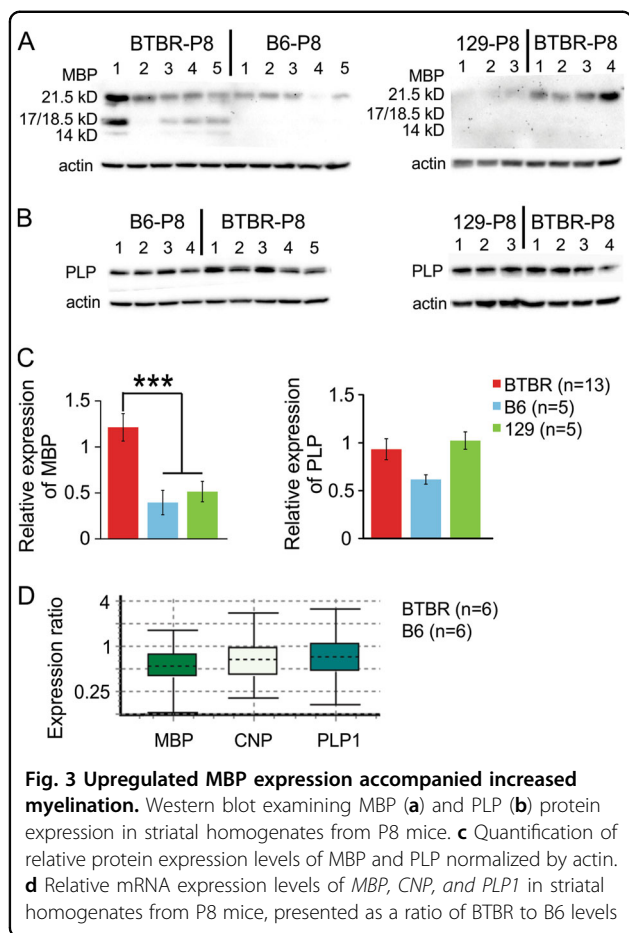 A
BTBR-P8 B6-P8
MBP 1 2 3 4 5 1 2 3 4 5
21.5 kD
17/18.5 kD
14 kD
actin
129-P8 BTBR-P8
MBP 1 2 3 1 2 3 4
21.5 kD
17/18.5 kD
14 kD
actin
B
B6-P8 BTBR-P8
1 2 3 4 1 2 3 4 5
PLP
actin
129-P8 BTBR-P8
1 2 3 1 2 3 4
PLP
actin
C
Relative expression
of MBP
1.5
1
0.5
0
***
Relative expression
of PLP
1.5
1
0.5
0
BTBR (n=13)
B6 (n=5)
129 (n=5)
D
Expression ratio
4
1
0.25
MBP CNP PLP1
BTBR (n=6)
B6 (n=6)
Fig. 3 Upregulated MBP expression accompanied increased
myelination. Western blot examining MBP (a) and PLP (b) protein
expression in striatal homogenates from P8 mice. c Quantification of
relative protein expression levels of MBP and PLP normalized by actin.
d Relative mRNA expression levels of MBP, CNP, and PLP1 in striatal
homogenates from P8 mice, presented as a ratio of BTBR to B6 levels